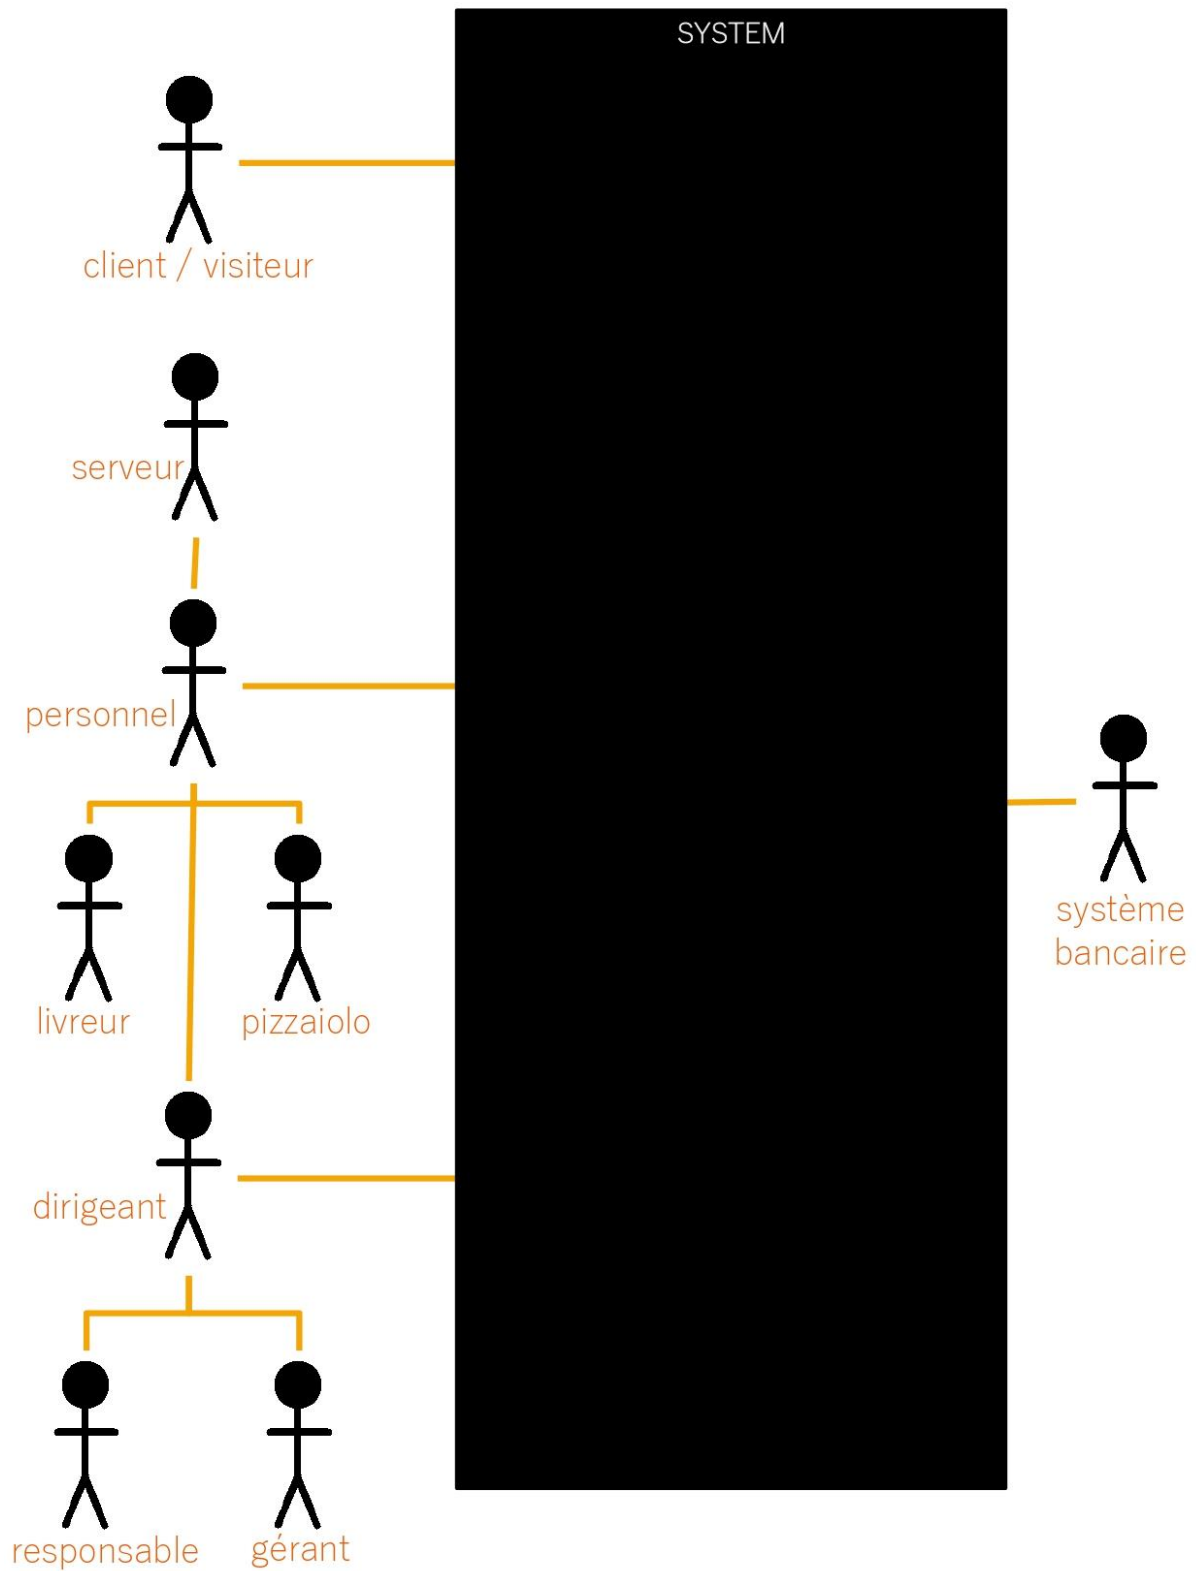 SYSTEM
client / visiteur
serveur
personnel
livreur
pizzaiolo
système
bancaire
dirigeant
responsable
gérant